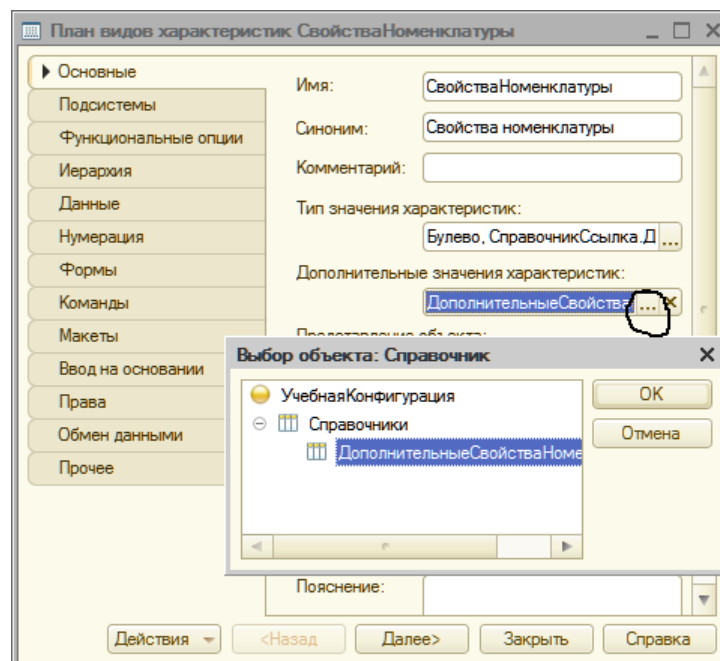 План видов характеристик СвойстваНоменклатуры
Основные
Подсистемы
Функциональные опции
Иерархия
Данные
Нумерация
Формы
Команды
Макеты
Ввод на основании
Права
Обмен данными
Прочее
Имя: СвойстваНоменклатуры
Синоним: Свойства номенклатуры
Комментарий:
Тип значения характеристик:
Булево, СправочникСсылка.Д ...
Дополнительные значения характеристик:
ДополнительныеСвойства ...
Представление объекта:
Выбор объекта: Справочник
УчебнаяКонфигурация
Справочники
ДополнительныеСвойстваНоме
OK
Отмена
Пояснение:
Действия <Назад Далее> Закрыть Справка